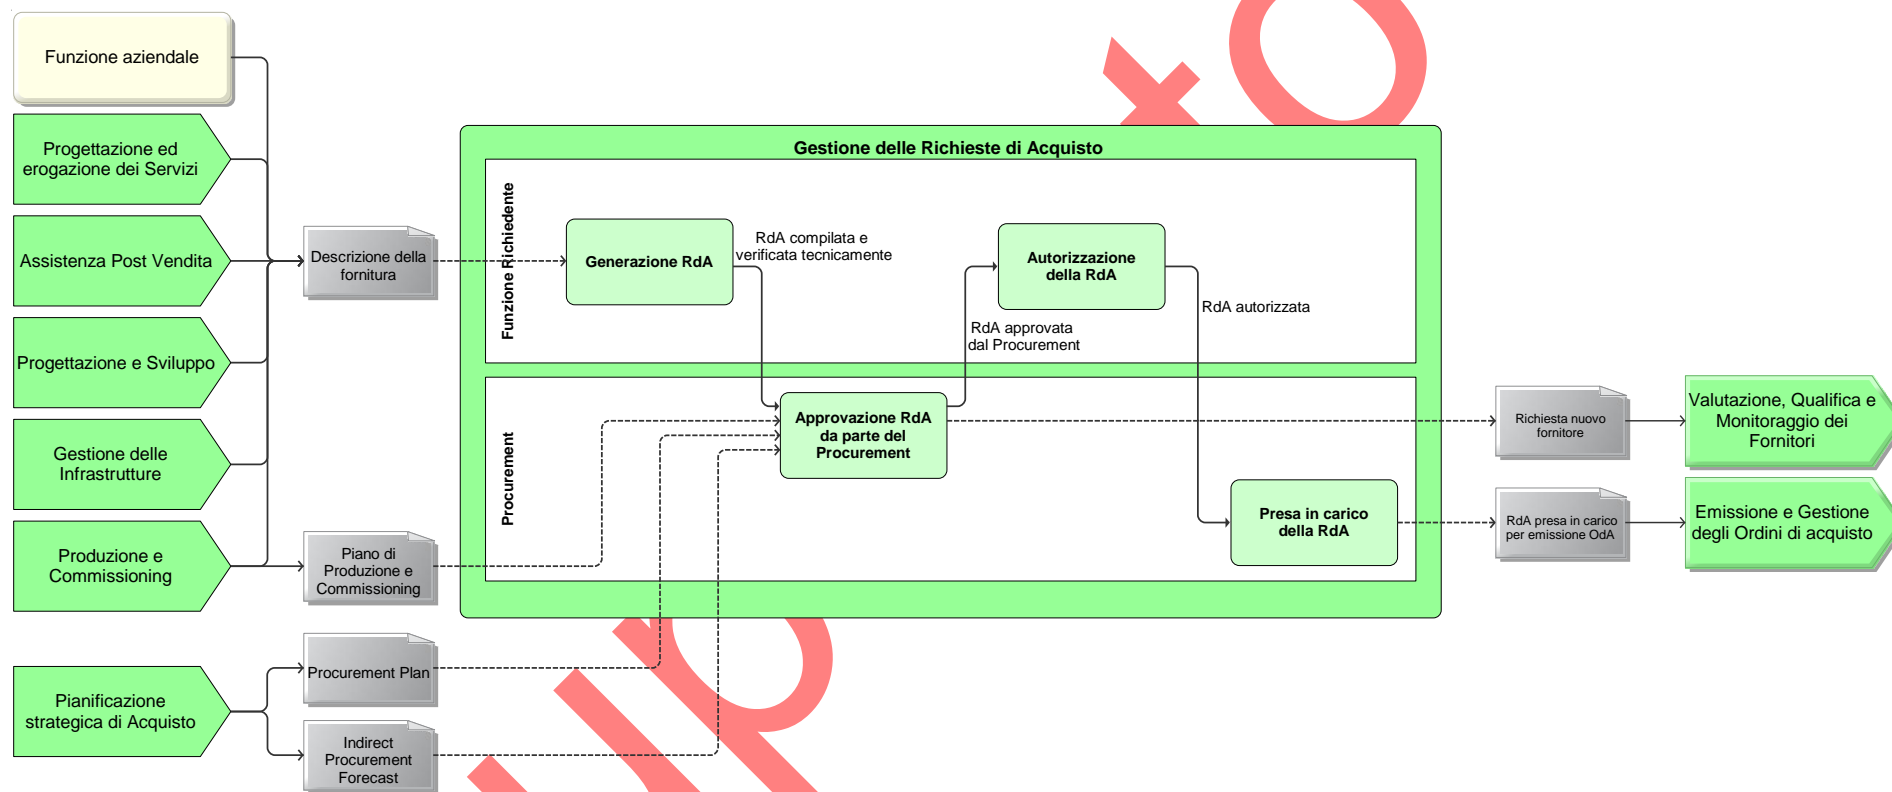 Funzione aziendale
Progettazione ed
erogazione dei Servizi
Assistenza Post Vendita
Progettazione e Sviluppo
Gestione delle
Infrastrutture
Produzione e
Commissioning
Pianificazione
strategica di Acquisto
Descrizione della
fornitura
Piano di
Produzione e
Commissioning
Procurement Plan
Indirect
Procurement
Forecast
Gestione delle Richieste di Acquisto
Funzione Richiedente
Generazione RdA
RdA compilata e
verificata tecnicamente
Autorizzazione
della RdA
RdA approvata
dal Procurement
RdA autorizzata
Procurement
Approvazione RdA
da parte del
Procurement
Presa in carico
della RdA
Richiesta nuovo
fornitore
RdA presa in carico
per emissione OdA
Valutazione, Qualifica e
Monitoraggio dei
Fornitori
Emissione e Gestione
degli Ordini di acquisto